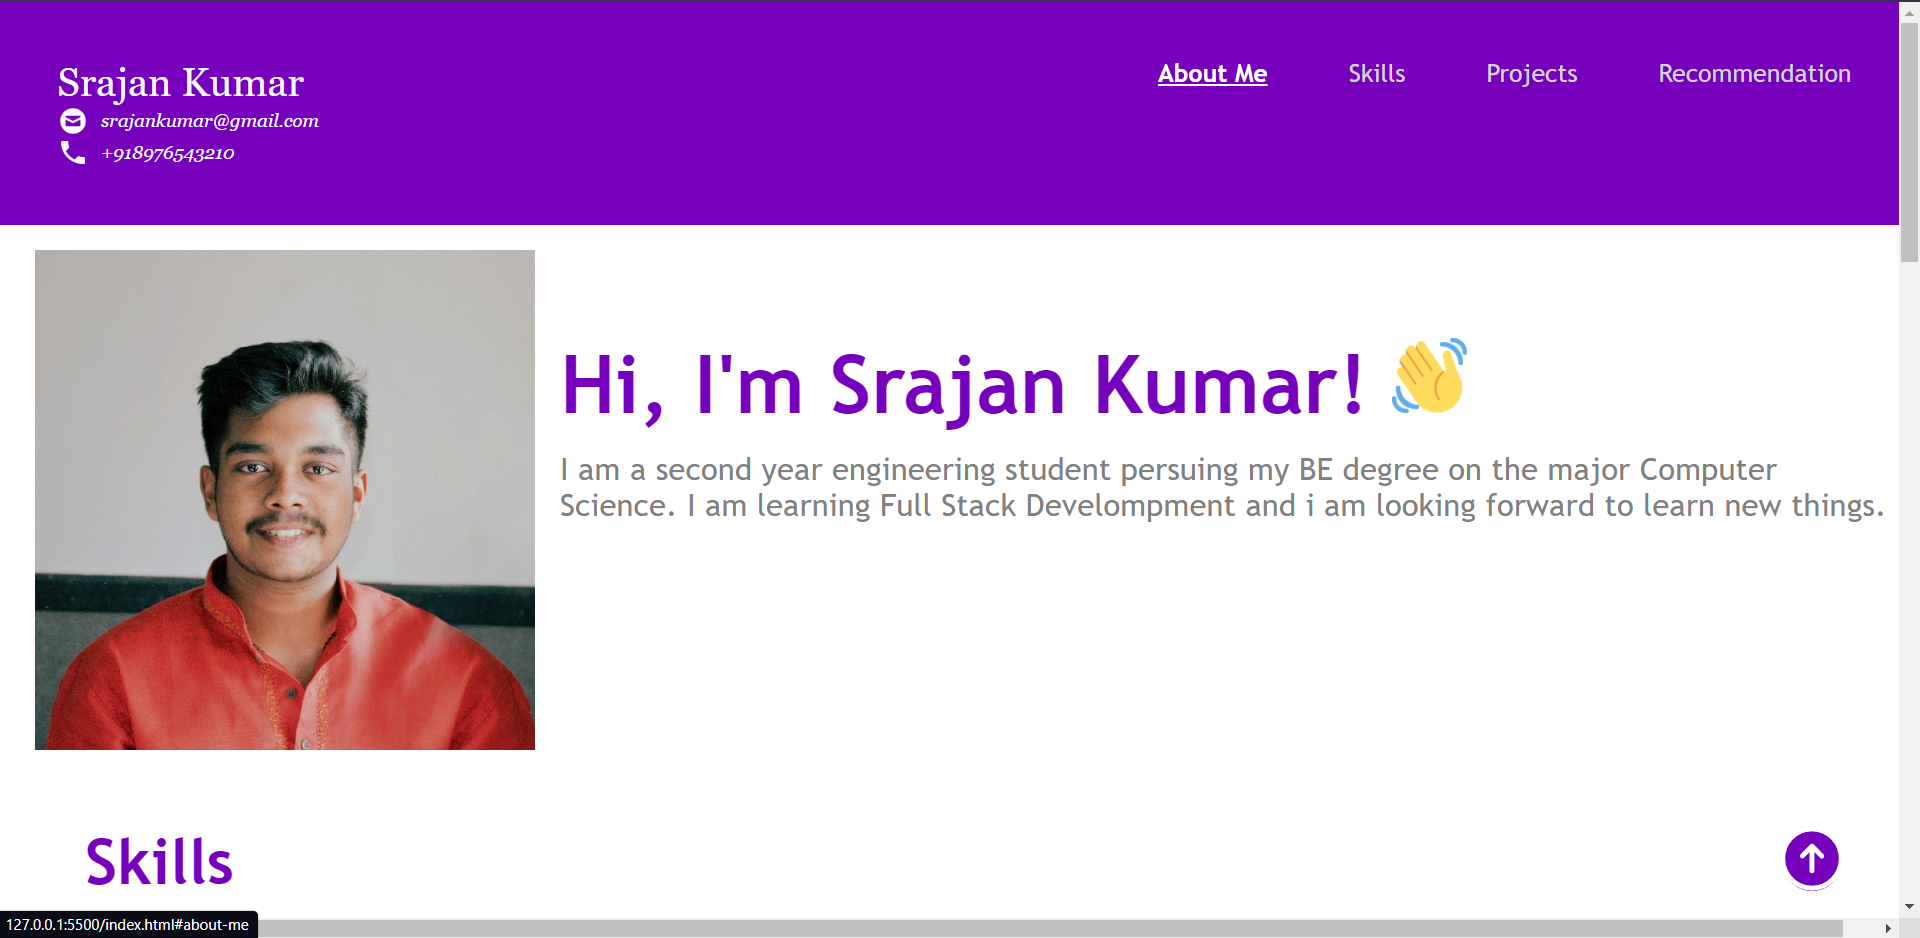 Srajan Kumar
srajankumar@gmail.com
+918976543210
About Me Skills Projects Recommendation
Hi, I'm Srajan Kumar! 👋
I am a second year engineering student persuing my BE degree on the major Computer
Science. I am learning Full Stack Develompment and i am looking forward to learn new things.
Skills
127.0.0.1:5500/index.html#about-me